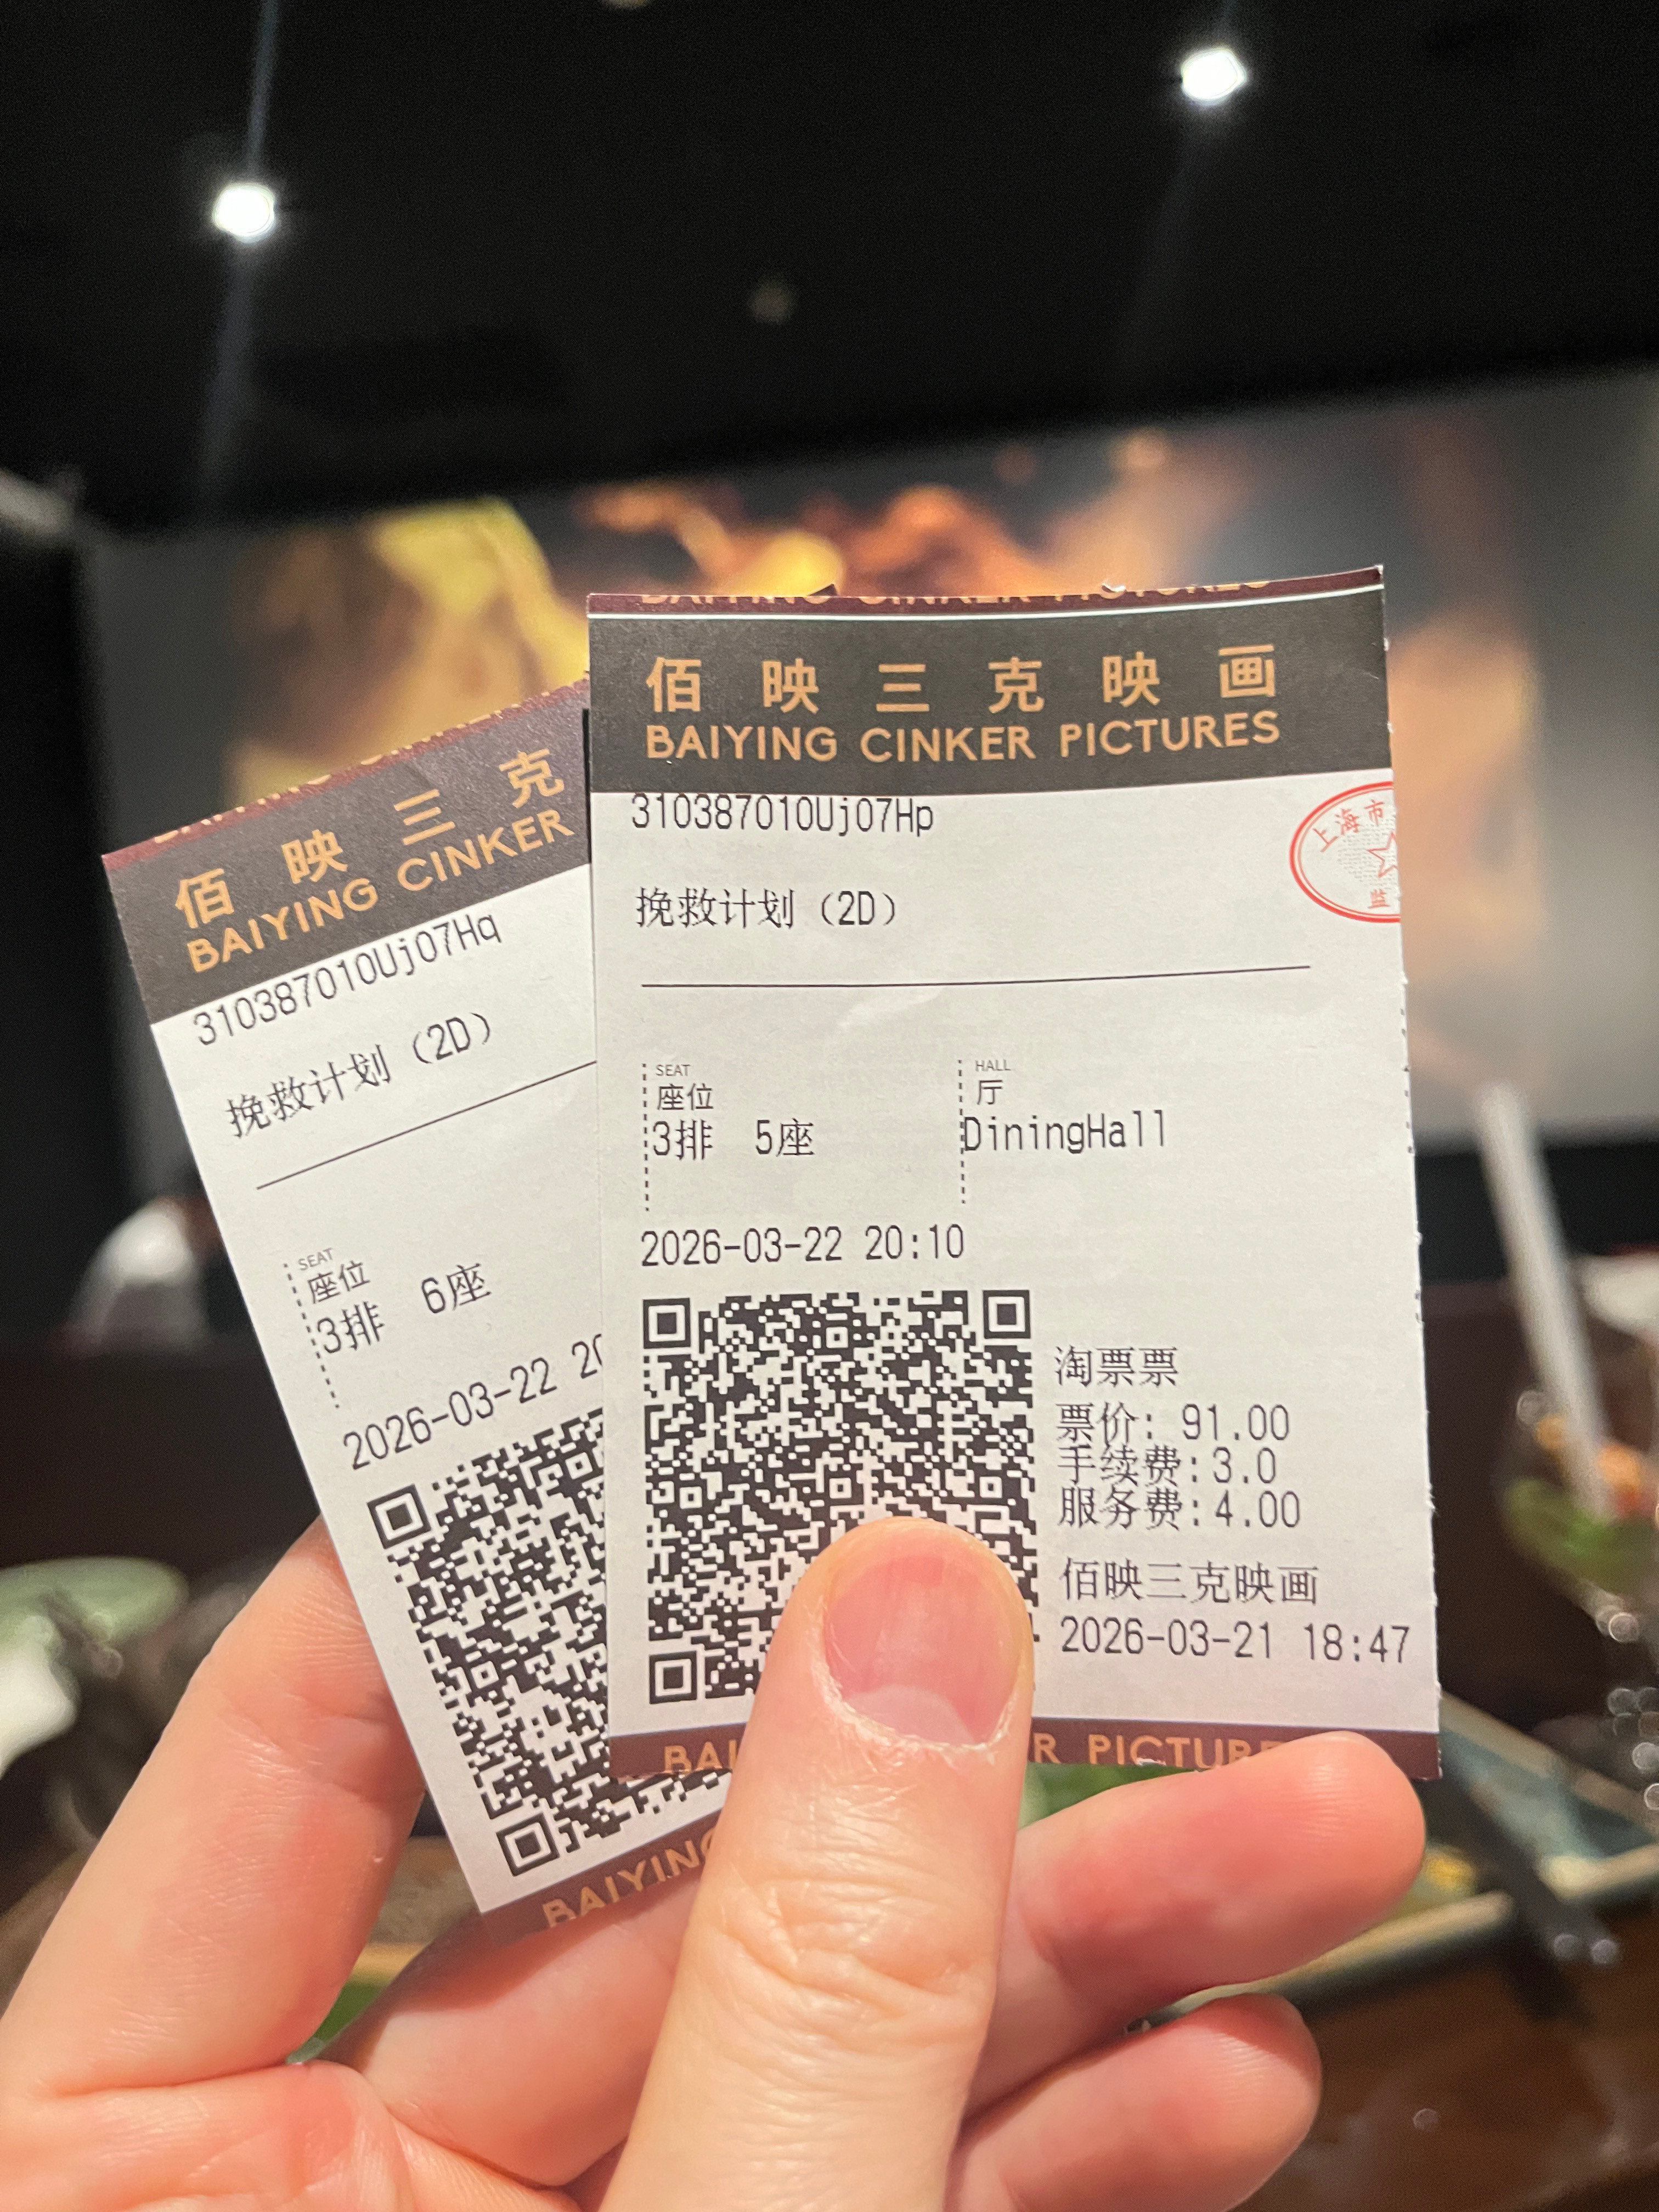 佰映三克
BAIYING CINKER
310387010Uj07Hq
挽救计划（2D）
SEAT
座位
3排 6座
2026-03-22
BAIYING
佰映三克映画
BAIYING CINKER PICTURES
310387010Uj07Hp
挽救计划（2D）
上海市
监
SEAT
座位
3排 5座
HALL
厅
DiningHall
2026-03-22 20:10
淘票票
票价: 91.00
手续费:3.0
服务费:4.00
佰映三克映画
2026-03-21 18:47